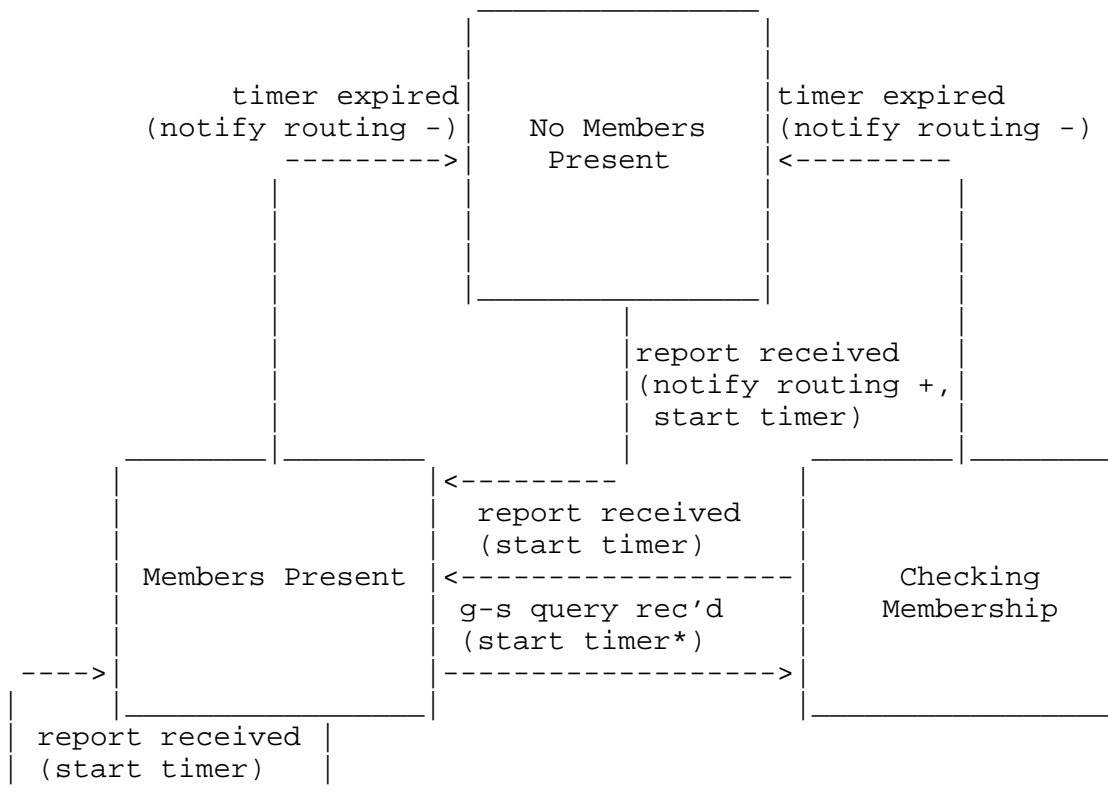 timer expired
(notify routing -)
No Members
Present
timer expired
(notify routing -)
report received
(notify routing +,
start timer)
report received
(start timer)
Members Present
Checking
Membership
g-s query rec'd
(start timer*)
report received
(start timer)